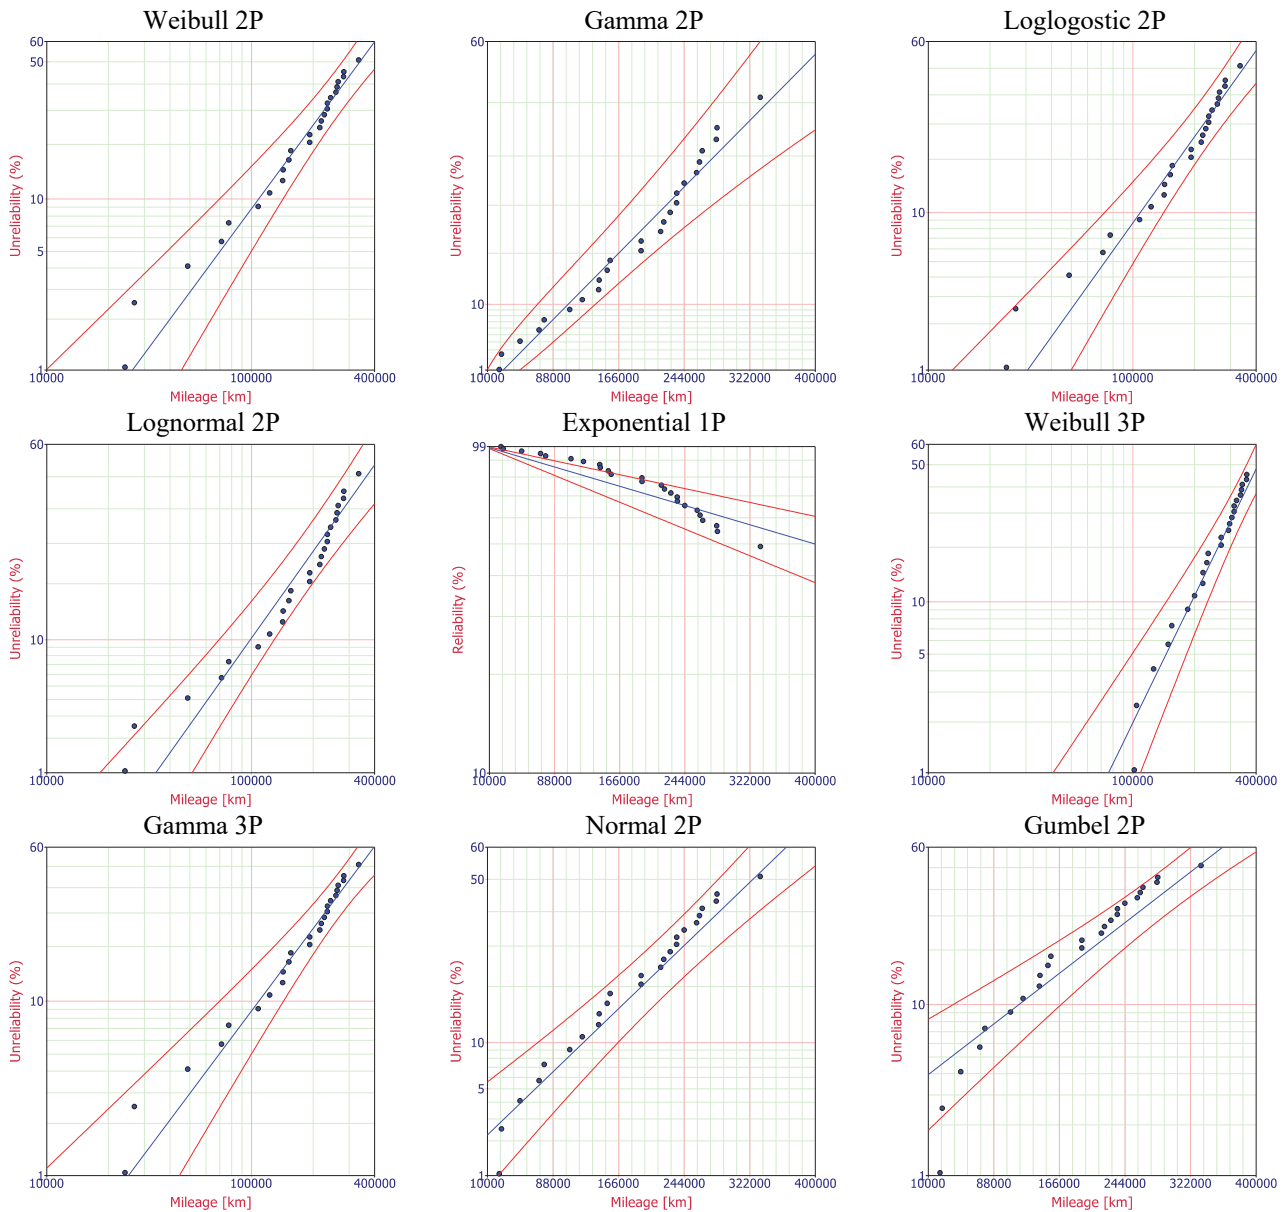 Weibull 2P
60
50
10
5
1
Unreliability (%)
10000 100000 400000
Mileage [km]
Gamma 2P
60
10
1
Unreliability (%)
10000 88000 166000 244000 322000 400000
Mileage [km]
Loglogostic 2P
60
10
1
Unreliability (%)
10000 100000 400000
Mileage [km]
Lognormal 2P
60
10
1
Unreliability (%)
10000 100000 400000
Mileage [km]
Exponential 1P
99
10
Reliability (%)
10000 88000 166000 244000 322000 400000
Mileage [km]
Weibull 3P
60
50
10
5
1
Unreliability (%)
10000 100000 400000
Mileage [km]
Gamma 3P
60
10
1
Unreliability (%)
10000 100000 400000
Mileage [km]
Normal 2P
60
50
10
5
1
Unreliability (%)
10000 88000 166000 244000 322000 400000
Mileage [km]
Gumbel 2P
60
10
1
Unreliability (%)
10000 88000 166000 244000 322000 400000
Mileage [km]